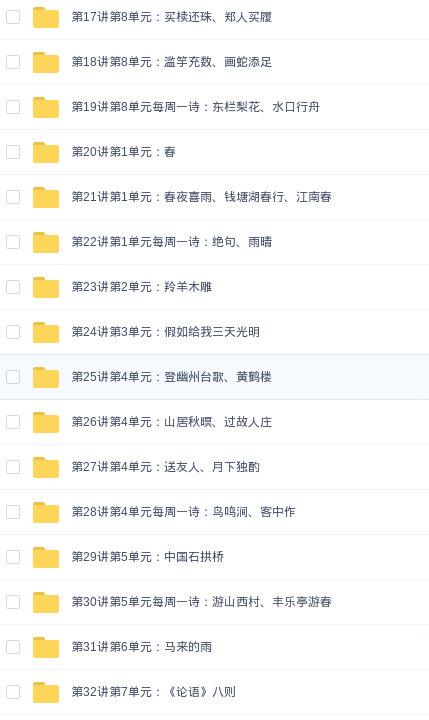 第17讲第8单元：买椟还珠、郑人买履
第18讲第8单元：滥竽充数、画蛇添足
第19讲第8单元每周一诗：东栏梨花、水口行舟
第20讲第1单元：春
第21讲第1单元：春夜喜雨、钱塘湖春行、江南春
第22讲第1单元每周一诗：绝句、雨晴
第23讲第2单元：羚羊木雕
第24讲第3单元：假如给我三天光明
第25讲第4单元：登幽州台歌、黄鹤楼
第26讲第4单元：山居秋暝、过故人庄
第27讲第4单元：送友人、月下独酌
第28讲第4单元每周一诗：鸟鸣涧、客中作
第29讲第5单元：中国石拱桥
第30讲第5单元每周一诗：游山西村、丰乐亭游春
第31讲第6单元：马来的雨
第32讲第7单元：《论语》八则